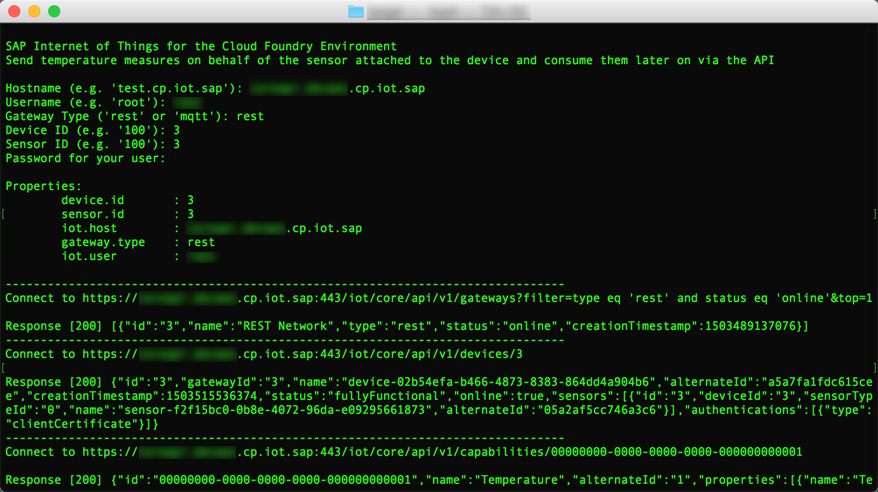 SAP Internet of Things for the Cloud Foundry Environment
Send temperature measures on behalf of the sensor attached to the device and consume them later on via the API
Hostname (e.g. 'test.cp.iot.sap'): .cp.iot.sap
Username (e.g. 'root'):
Gateway Type ('rest' or 'mqtt'): rest
Device ID (e.g. '100'): 3
Sensor ID (e.g. '100'): 3
Password for your user:
Properties:
device.id : 3
sensor.id : 3
iot.host : .cp.iot.sap
gateway.type : rest
iot.user :
--------------------------------------------------------------------------------
Connect to https:// .cp.iot.sap:443/iot/core/api/v1/gateways?filter=type eq 'rest' and status eq 'online'&top=1
Response [200] [{"id":"3","name":"REST Network","type":"rest","status":"online","creationTimestamp":1503489137076}]
--------------------------------------------------------------------------------
Connect to https:// .cp.iot.sap:443/iot/core/api/v1/devices/3
Response [200] {"id":"3","gatewayId":"3","name":"device-02b54efa-b466-4873-8383-864dd4a904b6","alternateId":"a5a7fa1fdc615ce
e","creationTimestamp":1503515536374,"status":"fullyFunctional","online":true,"sensors":[{"id":"3","deviceId":"3","sensorTyp
eId":"0","name":"sensor-f2f15bc0-0b8e-4072-96da-e09295661873","alternateId":"05a2af5cc746a3c6"}],"authentications":[{"type":
"clientCertificate"}]}
--------------------------------------------------------------------------------
Connect to https:// .cp.iot.sap:443/iot/core/api/v1/capabilities/00000000-0000-0000-0000-000000000001
Response [200] {"id":"00000000-0000-0000-0000-000000000001","name":"Temperature","alternateId":"1","properties":[{"name":"Te